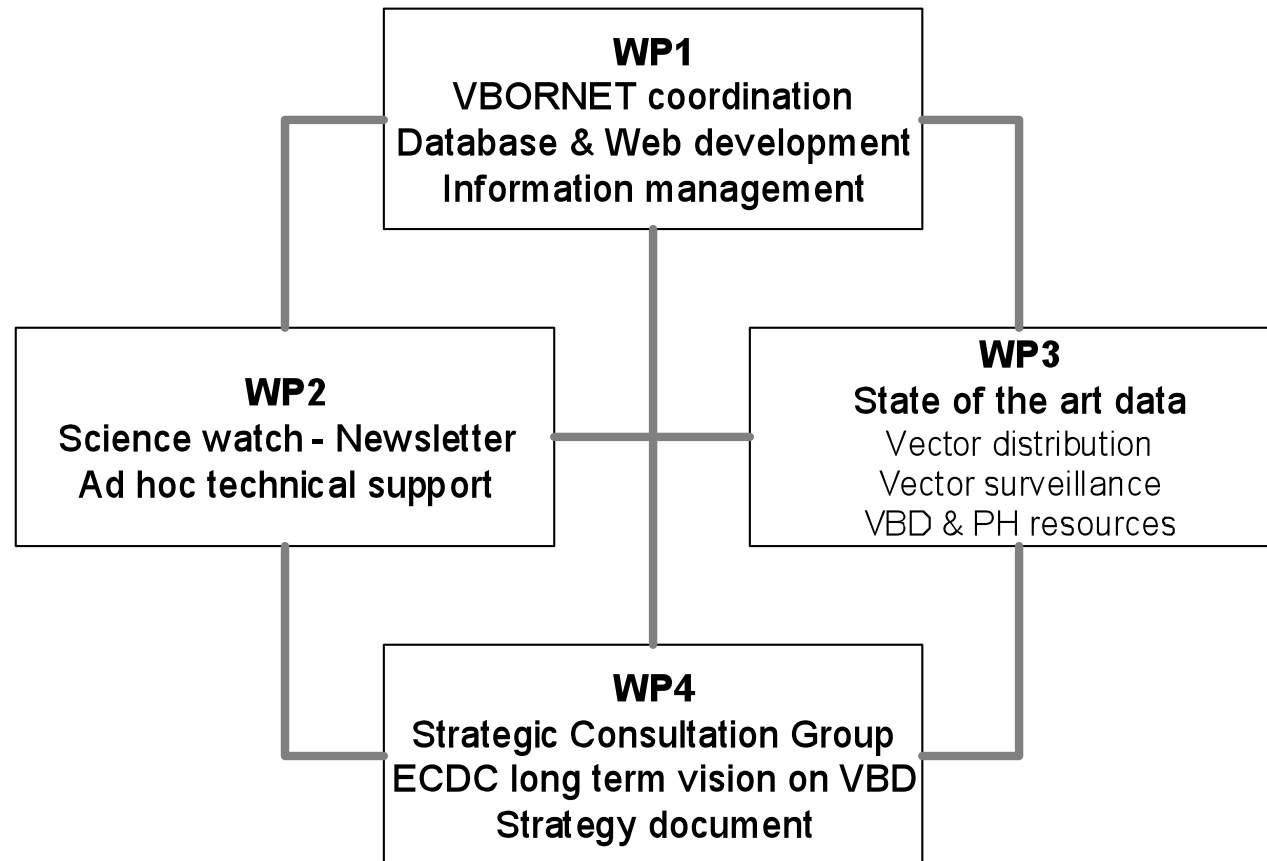 WP1
VBORNET coordination
Database & Web development
Information management
WP2
Science watch - Newsletter
Ad hoc technical support
WP3
State of the art data
Vector distribution
Vector surveillance
VBD & PH resources
WP4
Strategic Consultation Group
ECDC long term vision on VBD
Strategy document